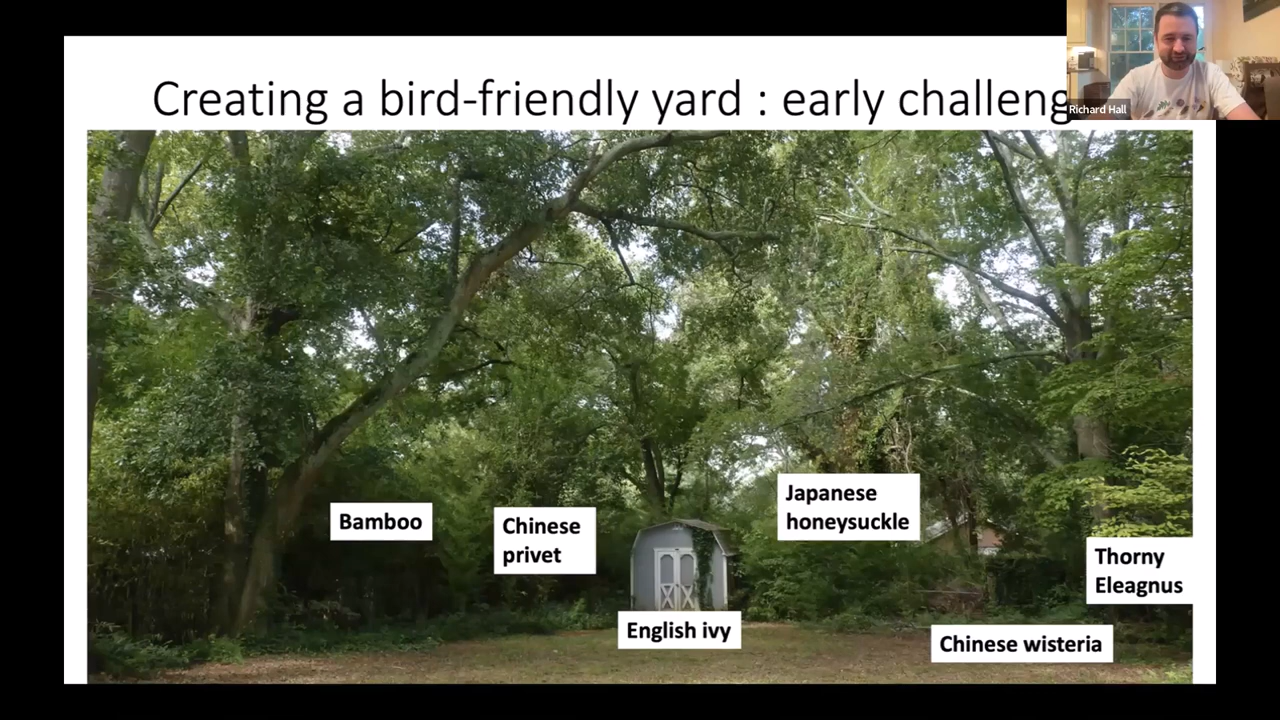 Creating a bird-friendly yard : early challeng
Richard Hall
Bamboo
Chinese
privet
Japanese
honeysuckle
Thorny
Eleagnus
English ivy
Chinese wisteria